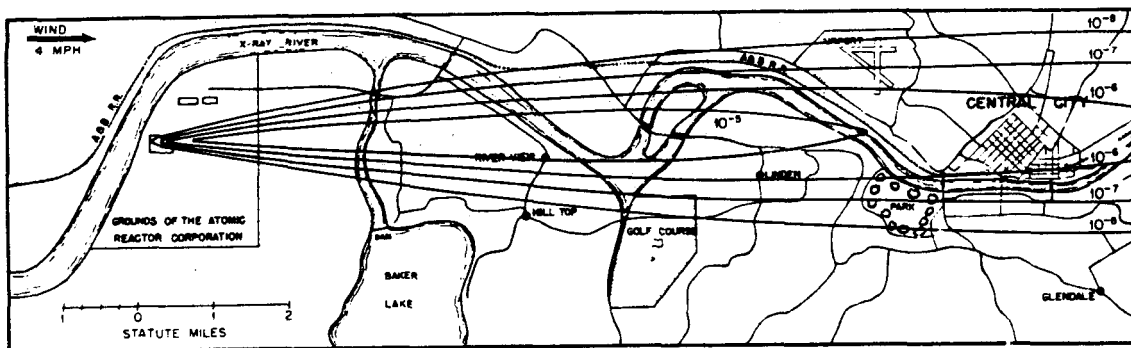 WIND
4 MPH
X-RAY RIVER
A.&B. R.R.
A.&B. R.R.
AIRPORT
10⁻⁸
10⁻⁷
10⁻⁶
CENTRAL CITY
10⁻⁵
RIVER VIEW
LINDEN
10⁻⁶
10⁻⁷
10⁻⁸
PARK
HILL TOP
GOLF COURSE
GROUNDS OF THE ATOMIC
REACTOR CORPORATION
DAM
BAKER
LAKE
GLENDALE
1 0 2
STATUTE MILES